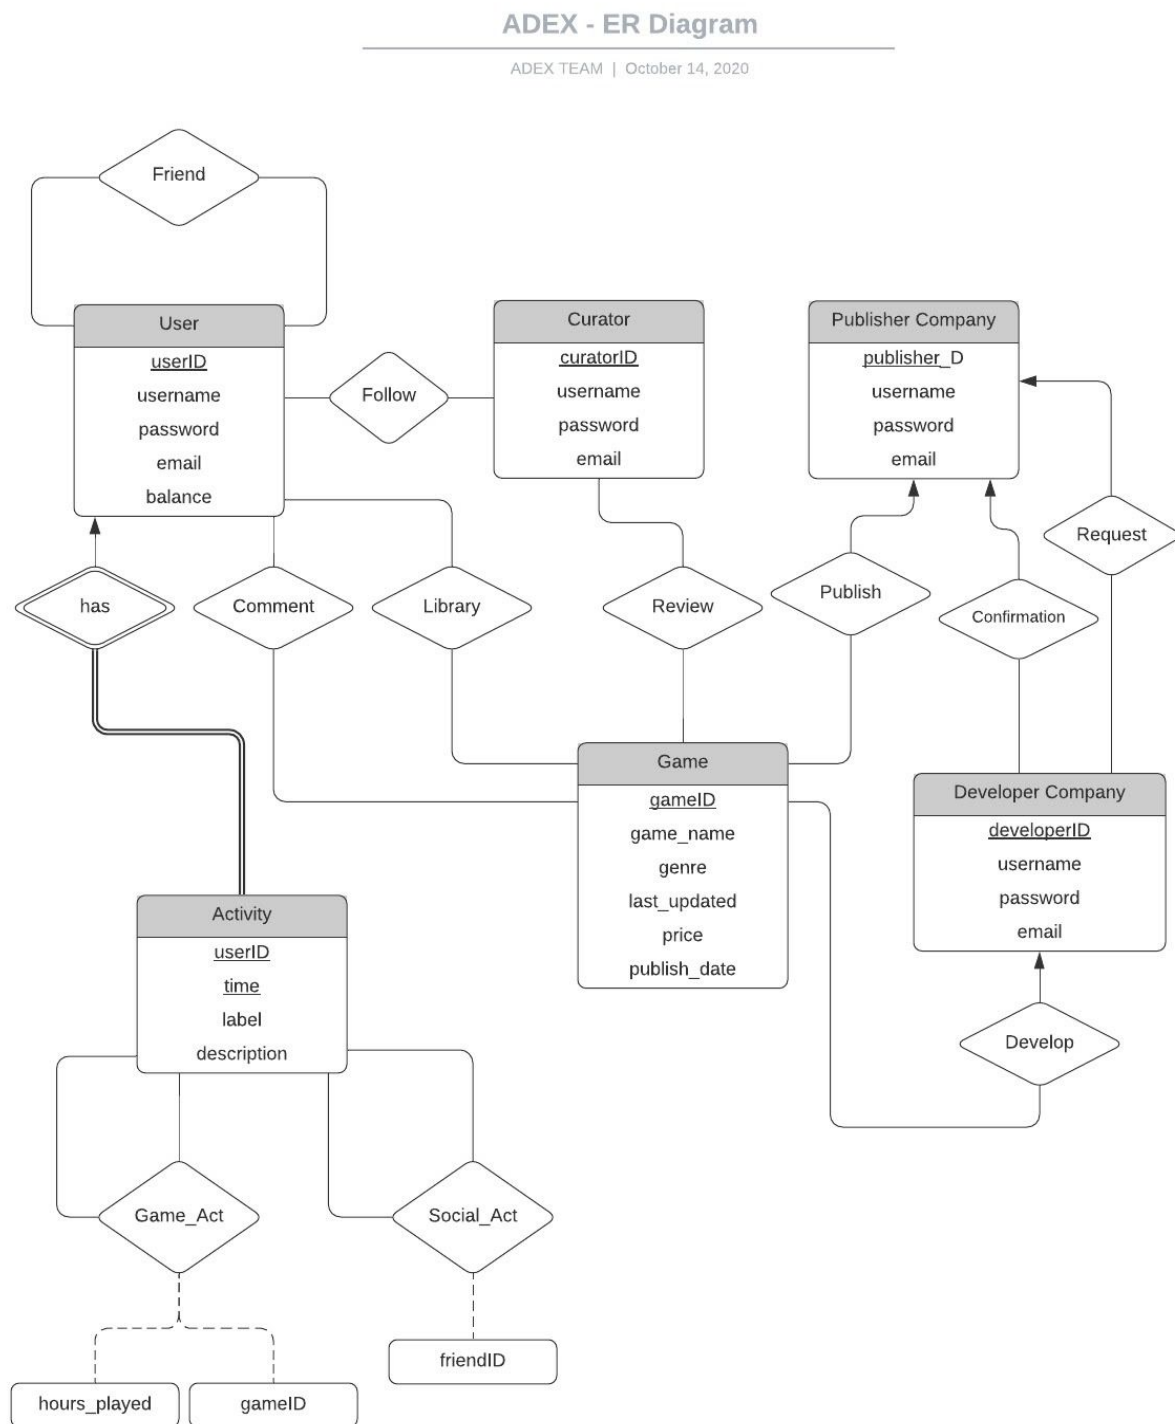 ADEX - ER Diagram
ADEX TEAM | October 14, 2020
Friend
User
userID
username
password
email
balance
Follow
Curator
curatorID
username
password
email
Publisher Company
publisher_D
username
password
email
Request
has
Comment
Library
Review
Publish
Confirmation
Game
gameID
game_name
genre
last_updated
price
publish_date
Developer Company
developerID
username
password
email
Develop
Activity
userID
time
label
description
Game_Act
Social_Act
friendID
hours_played
gameID